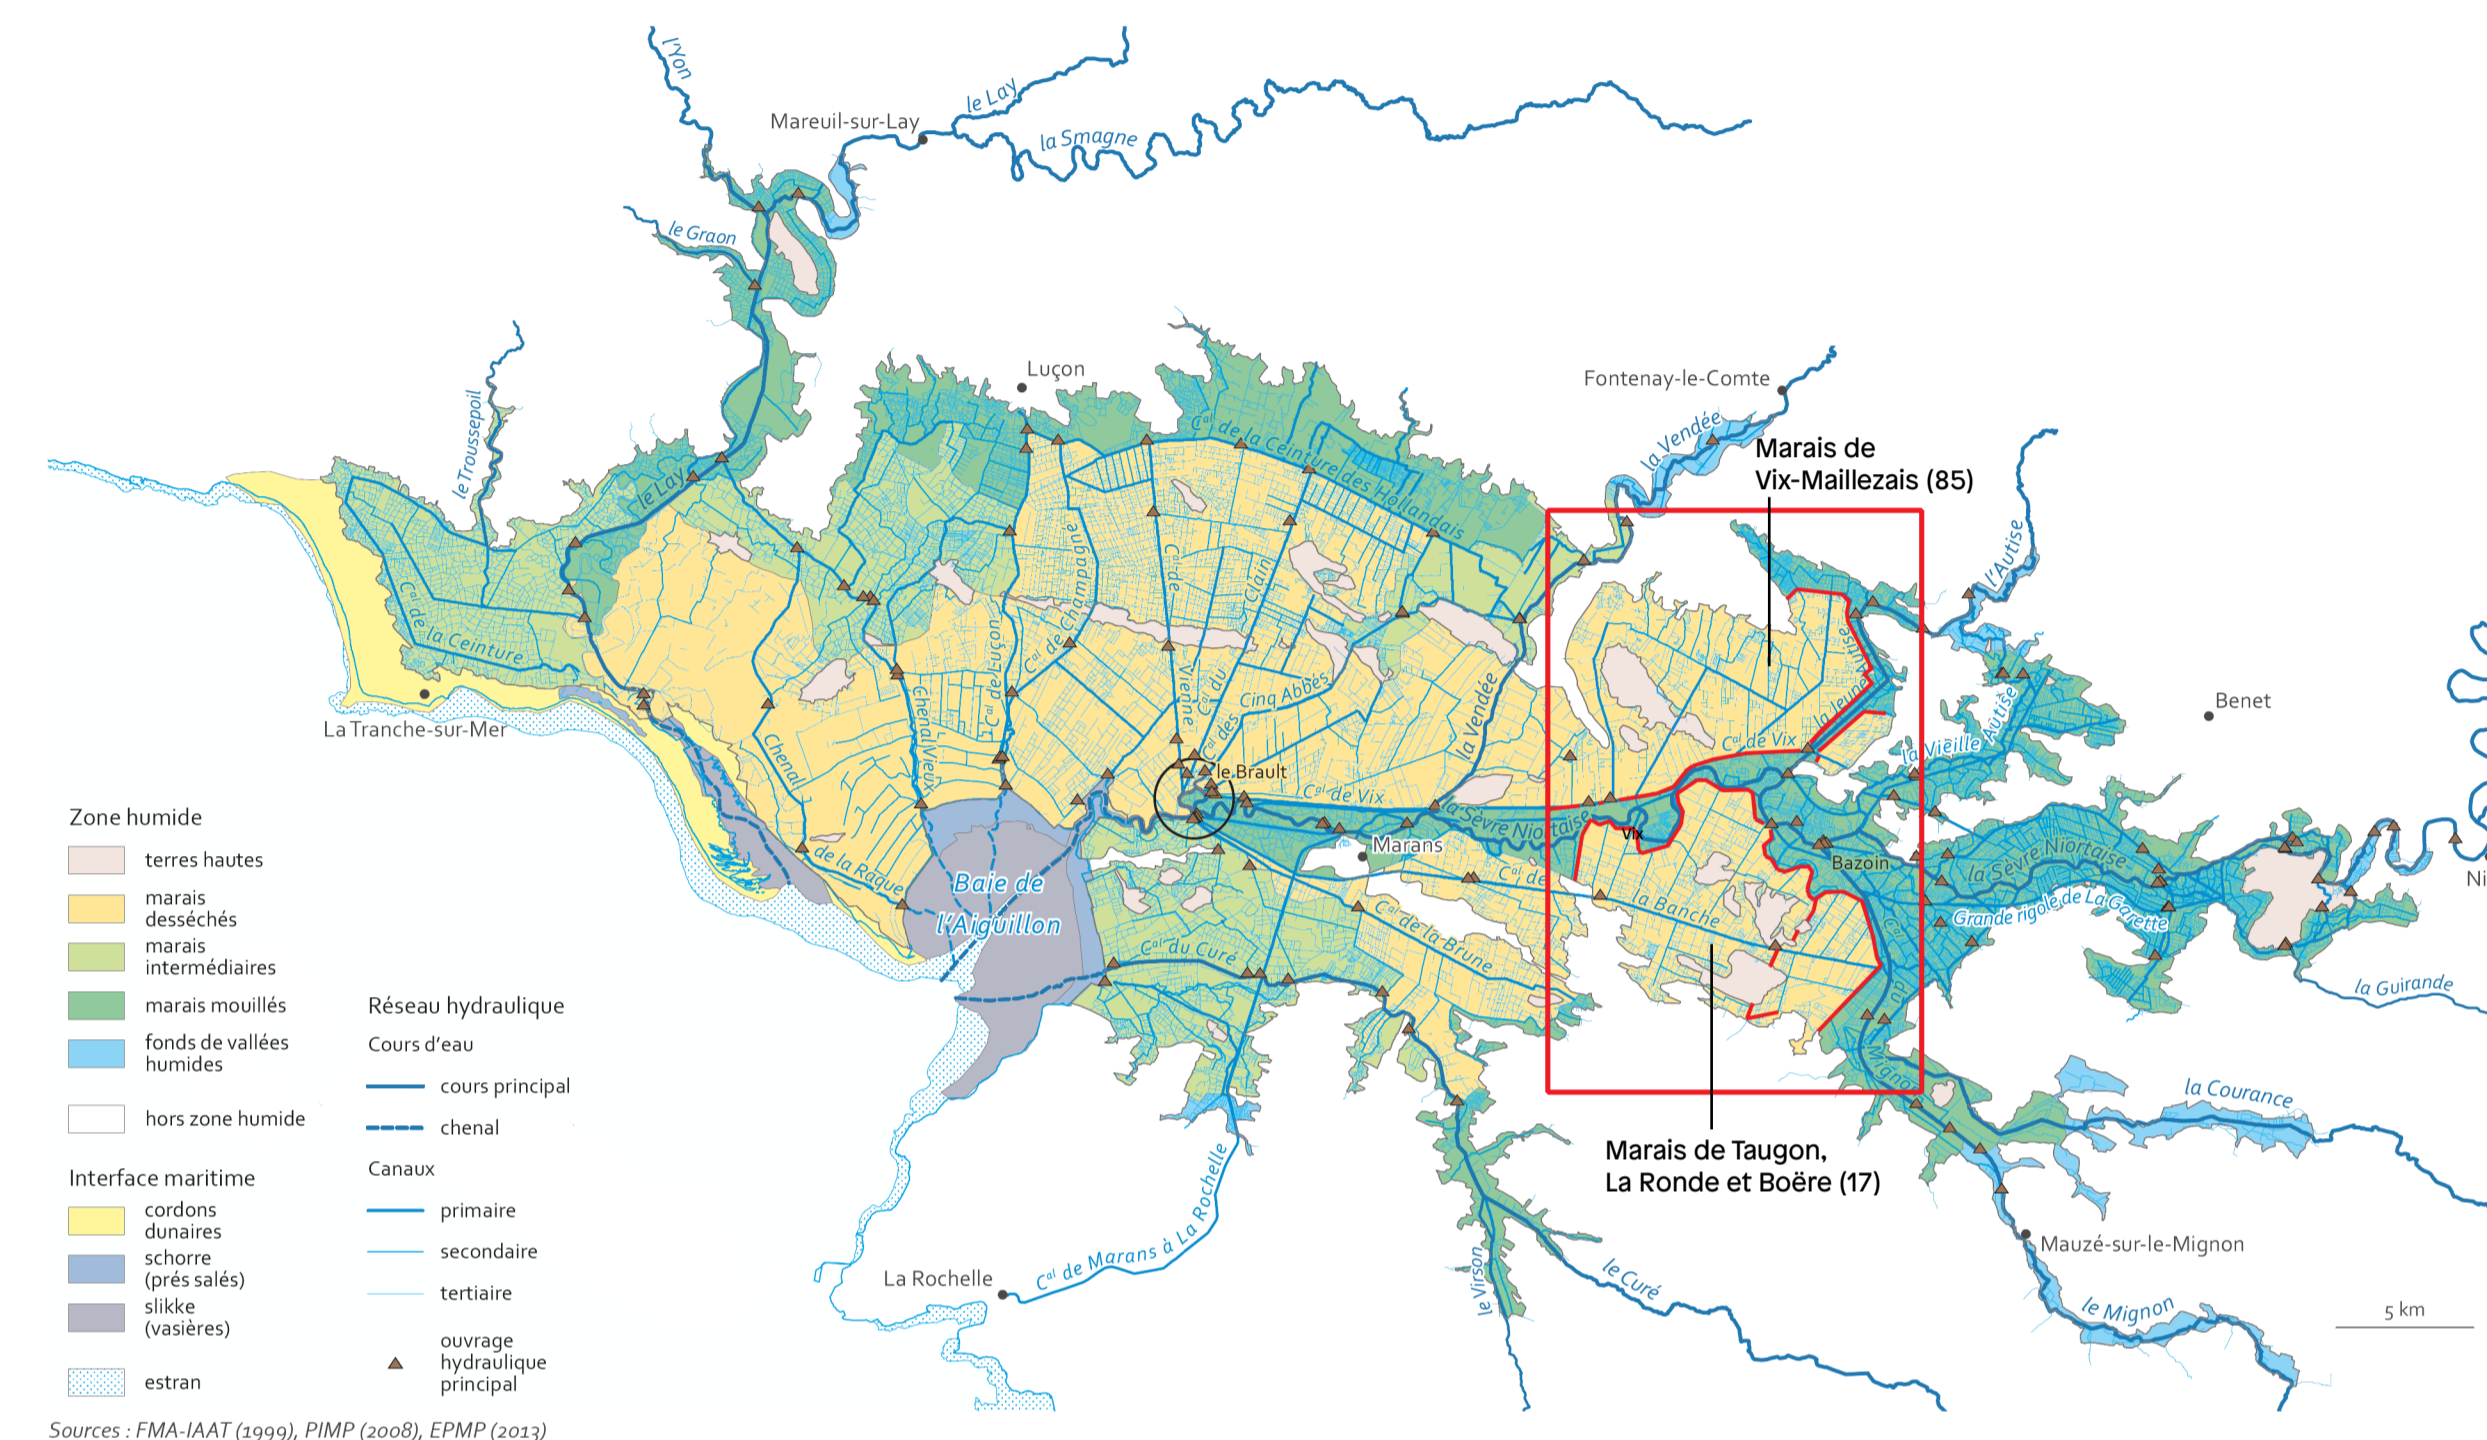 l'Yon
le Lay
Mareuil-sur-Lay
la Smagne
le Graon
le Troussepoil
Luçon
Fontenay-le-Comte
la Vendée
Marais de
Vix-Maillezais (85)
Cal de la Ceinture des Hollandais
le Lay
l'Autise
Cal de la Ceinture
Cal de Champagne
Cal de Vienne
Cal du Clain
Cal de Luçon
Cal des Cinq Abbés
Chenal Vieux
la Vendée
la Jeune Autise
Cal de Vix
la Vieille Autise
Benet
La Tranche-sur-Mer
Chenal de la Raque
le Brault
Cal de Vix
la Sèvre Niortaise
Vix
Marans
Bazoin
la Sèvre Niortaise
Ni
Grande rigole de La Garette
Cal de la Banche
Baie de
l'Aiguillon
Cal du Curé
Cal de la Brune
Cal du Mignon
la Guirande
la Courance
Marais de Taugon,
La Ronde et Boëre (17)
Cal de Marans à La Rochelle
La Rochelle
le Virson
le Curé
Mauzé-sur-le-Mignon
le Mignon
5 km
Zone humide
terres hautes
marais
desséchés
marais
intermédiaires
marais mouillés
fonds de vallées
humides
hors zone humide
Interface maritime
cordons
dunaires
schorre
(prés salés)
slikke
(vasières)
estran
Réseau hydraulique
Cours d'eau
cours principal
chenal
Canaux
primaire
secondaire
tertiaire
ouvrage
hydraulique
principal
Sources : FMA-IAAT (1999), PIMP (2008), EPMP (2013)